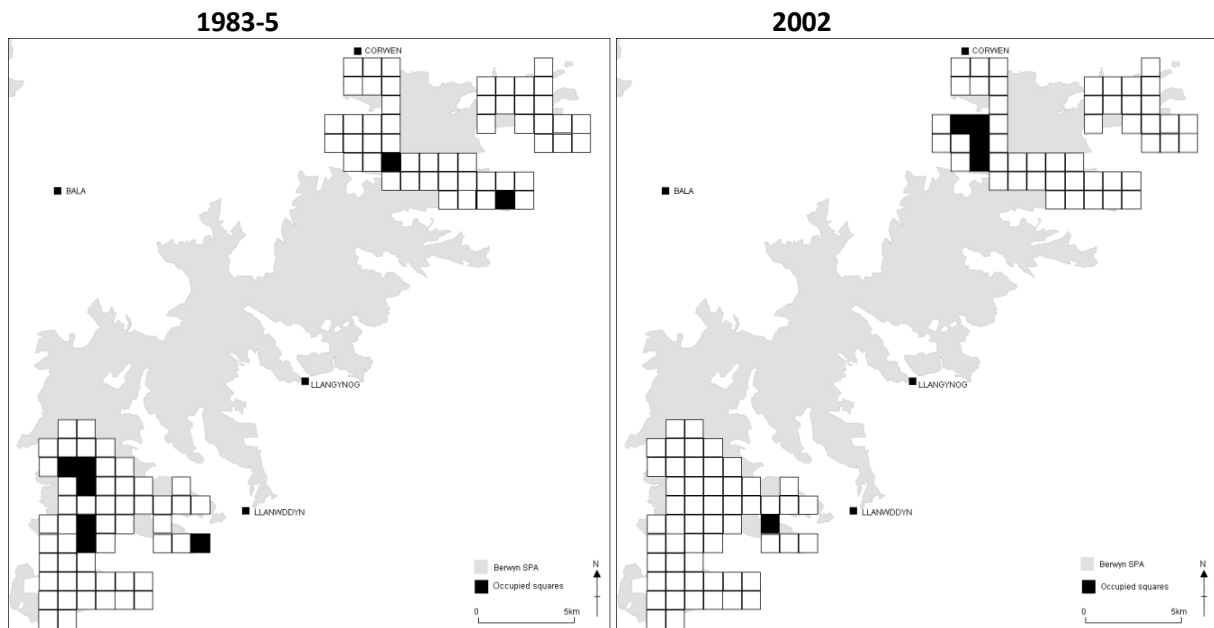 1983-5
2002
CORWEN
BALA
LLANGYNOG
LLANWDDYN
Berwyn SPA
Occupied squares
N
0 5km
CORWEN
BALA
LLANGYNOG
LLANWDDYN
Berwyn SPA
Occupied squares
N
0 5km